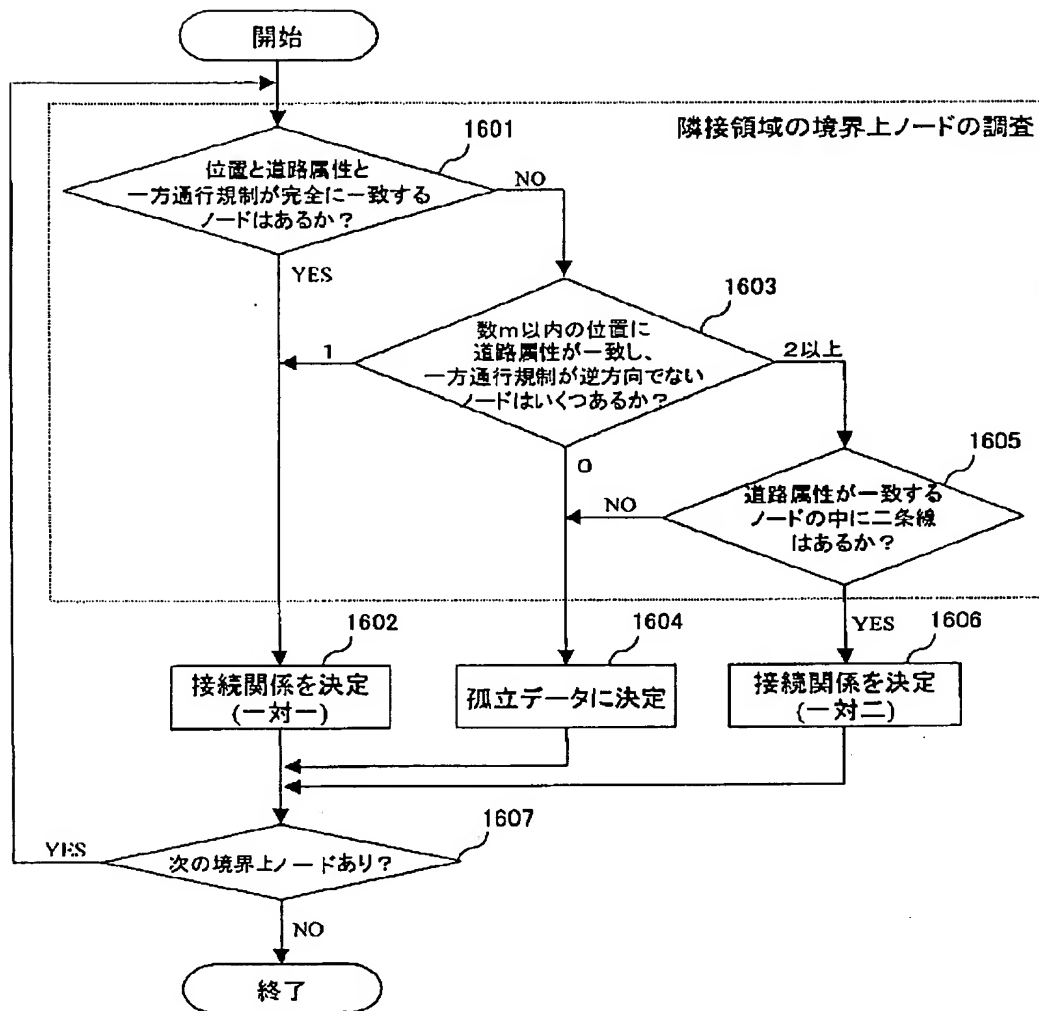 開始
隣接領域の境界上ノードの調査
1601
位置と道路属性と
一方通行規制が完全に一致する
ノードはあるか？
NO
YES
1603
数m以内の位置に
道路属性が一致し、
一方通行規制が逆方向でない
ノードはいくつあるか？
1
2以上
0
1605
道路属性が一致する
ノードの中に二条線
はあるか？
NO
YES
1602
接続関係を決定
(一対一)
1604
孤立データに決定
1606
接続関係を決定
(一対二)
1607
次の境界上ノードあり？
YES
NO
終了